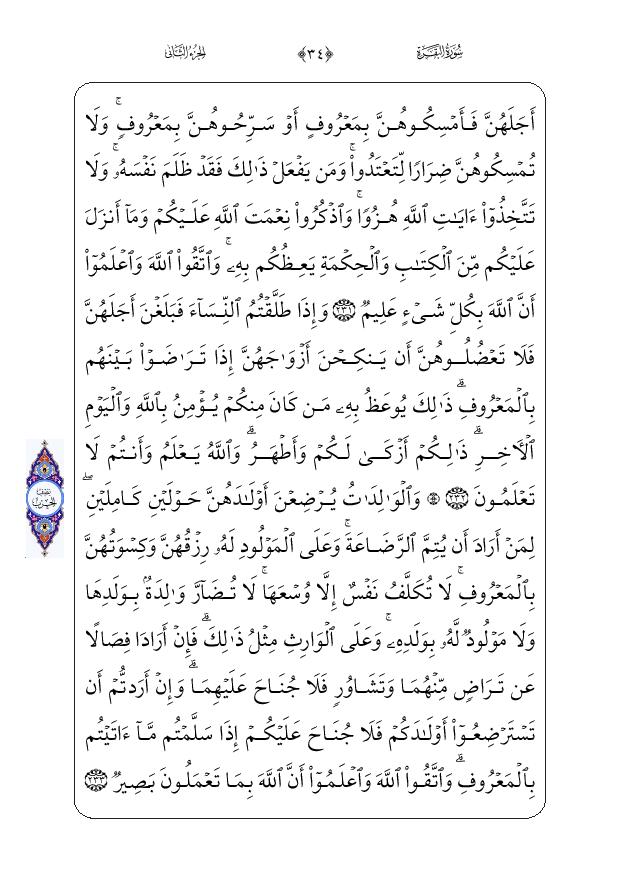 الجزء الثاني ﴿٣٤﴾ سورة البقرة
أَجَلَهُنَّ فَأَمْسِكُوهُنَّ بِمَعْرُوفٍ أَوْ سَرِّحُوهُنَّ بِمَعْرُوفٍۚ وَلَا
تُمْسِكُوهُنَّ ضِرَارًا لِّتَعْتَدُوا۟ۚ وَمَن يَفْعَلْ ذَٰلِكَ فَقَدْ ظَلَمَ نَفْسَهُۥۚ وَلَا
تَتَّخِذُوٓا۟ ءَايَٰتِ ٱللَّهِ هُزُوًاۚ وَٱذْكُرُوا۟ نِعْمَتَ ٱللَّهِ عَلَيْكُمْ وَمَآ أَنزَلَ
عَلَيْكُم مِّنَ ٱلْكِتَٰبِ وَٱلْحِكْمَةِ يَعِظُكُم بِهِۦۚ وَٱتَّقُوا۟ ٱللَّهَ وَٱعْلَمُوٓا۟
أَنَّ ٱللَّهَ بِكُلِّ شَىْءٍ عَلِيمٌ ٢٣١ وَإِذَا طَلَّقْتُمُ ٱلنِّسَآءَ فَبَلَغْنَ أَجَلَهُنَّ
فَلَا تَعْضُلُوهُنَّ أَن يَنكِحْنَ أَزْوَٰجَهُنَّ إِذَا تَرَٰضَوْا۟ بَيْنَهُم
بِٱلْمَعْرُوفِۗ ذَٰلِكَ يُوعَظُ بِهِۦ مَن كَانَ مِنكُمْ يُؤْمِنُ بِٱللَّهِ وَٱلْيَوْمِ
ٱلْءَاخِرِۗ ذَٰلِكُمْ أَزْكَىٰ لَكُمْ وَأَطْهَرُۗ وَٱللَّهُ يَعْلَمُ وَأَنتُمْ لَا
تَعْلَمُونَ ٢٣٢ ۞ وَٱلْوَٰلِدَٰتُ يُرْضِعْنَ أَوْلَٰدَهُنَّ حَوْلَيْنِ كَامِلَيْنِۖ
لِمَنْ أَرَادَ أَن يُتِمَّ ٱلرَّضَاعَةَۚ وَعَلَى ٱلْمَوْلُودِ لَهُۥ رِزْقُهُنَّ وَكِسْوَتُهُنَّ
بِٱلْمَعْرُوفِۚ لَا تُكَلَّفُ نَفْسٌ إِلَّا وُسْعَهَاۚ لَا تُضَآرَّ وَٰلِدَةٌۢ بِوَلَدِهَا
وَلَا مَوْلُودٌ لَّهُۥ بِوَلَدِهِۦۚ وَعَلَى ٱلْوَارِثِ مِثْلُ ذَٰلِكَۗ فَإِنْ أَرَادَا فِصَالًا
عَن تَرَاضٍ مِّنْهُمَا وَتَشَاوُرٍ فَلَا جُنَاحَ عَلَيْهِمَاۗ وَإِنْ أَرَدتُّمْ أَن
تَسْتَرْضِعُوٓا۟ أَوْلَٰدَكُمْ فَلَا جُنَاحَ عَلَيْكُمْ إِذَا سَلَّمْتُم مَّآ ءَاتَيْتُم
بِٱلْمَعْرُوفِۗ وَٱتَّقُوا۟ ٱللَّهَ وَٱعْلَمُوٓا۟ أَنَّ ٱللَّهَ بِمَا تَعْمَلُونَ بَصِيرٌ ٢٣٣
نصف
الحزب